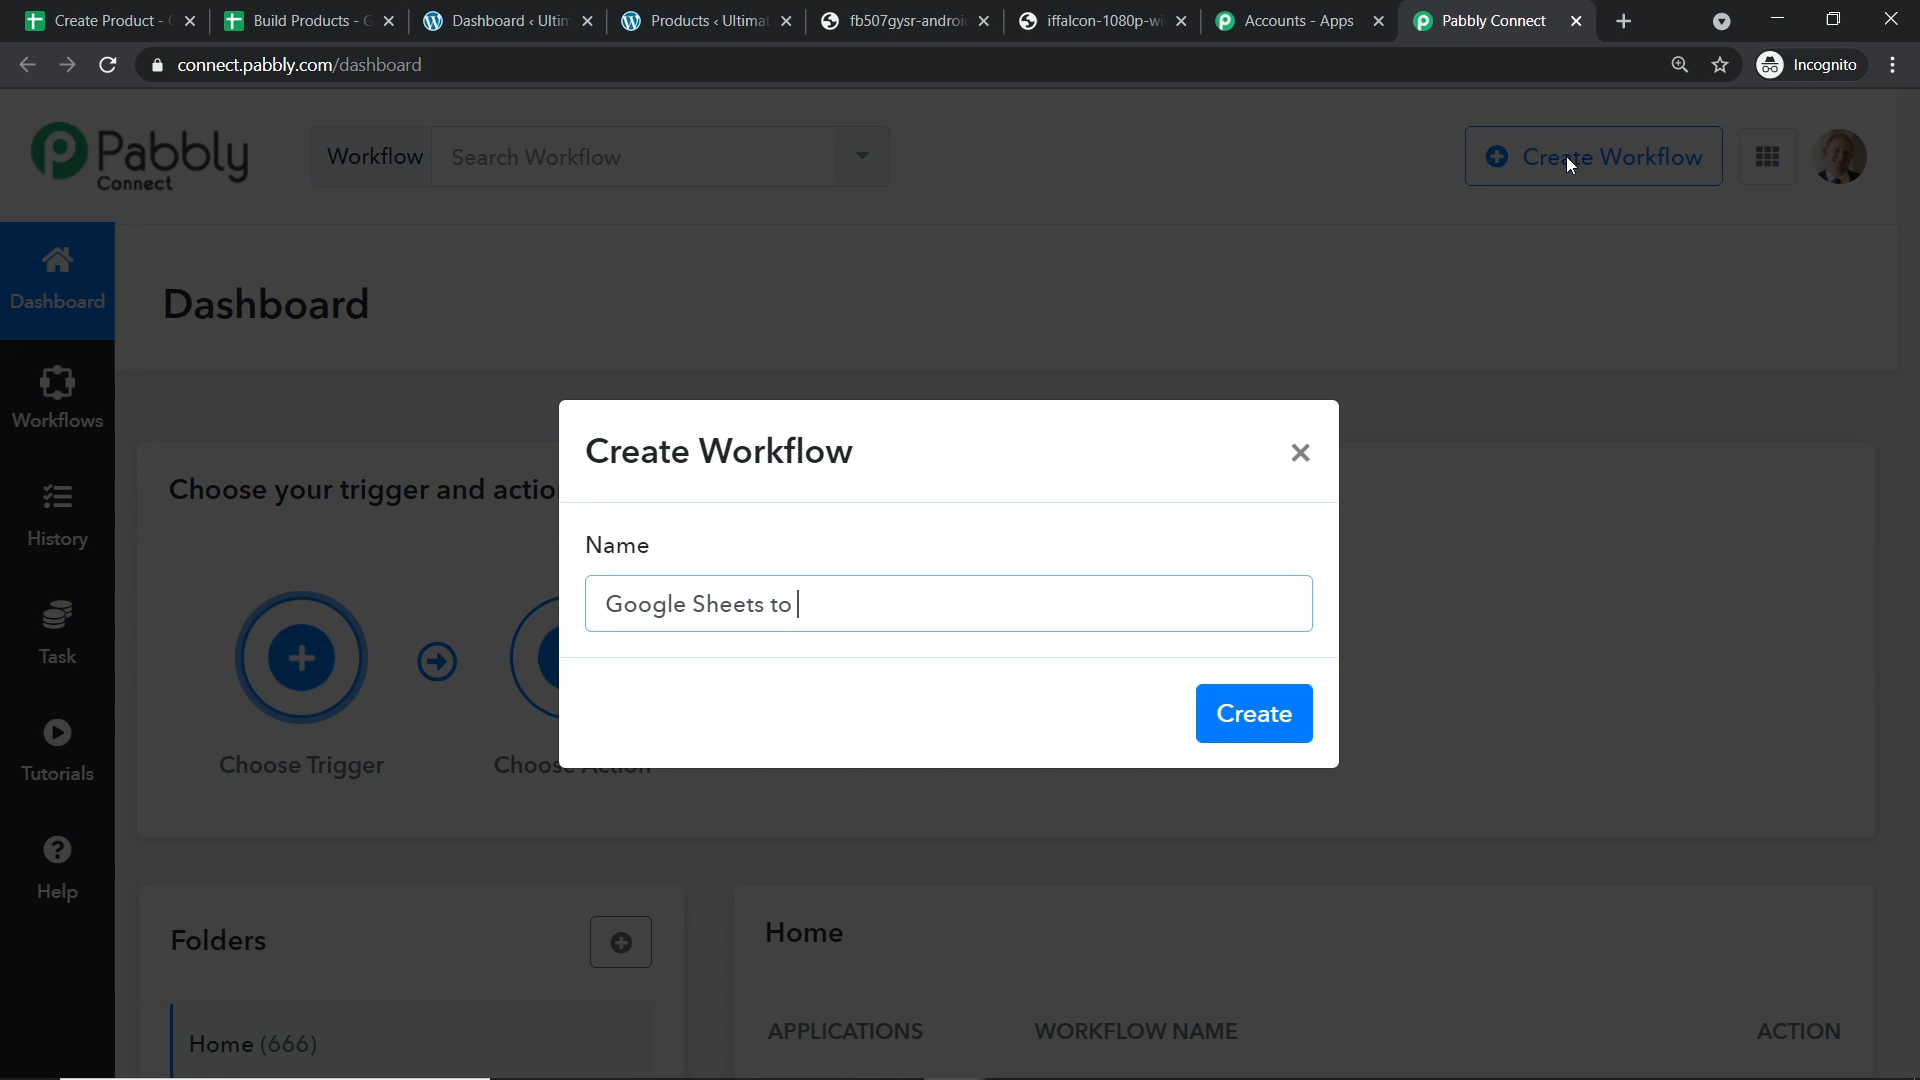 Create Product - 
Build Products - G
Dashboard ‹ Ultim
Products ‹ Ultimat
fb507gysr-androi
iffalcon-1080p-wi
Accounts - Apps
Pabbly Connect
connect.pabbly.com/dashboard
Incognito
Pabbly
Connect
Workflow
Search Workflow
Create Workflow
Dashboard
Dashboard
Workflows
History
Task
Tutorials
Help
Choose your trigger and actio
Choose Trigger
Choose Action
Create Workflow
Name
Google Sheets to
Create
Folders
Home (666)
Home
APPLICATIONS
WORKFLOW NAME
ACTION